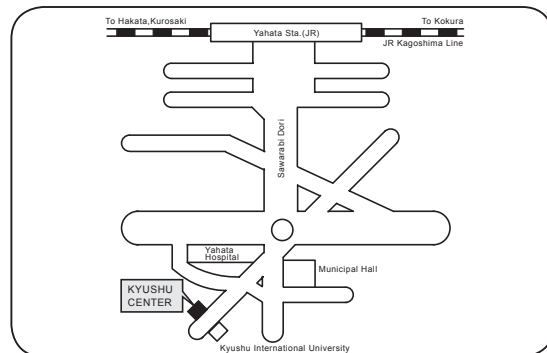 To Hakata,Kurosaki
To Kokura
Yahata Sta.(JR)
JR Kagoshima Line
Sawarabi Dori
Yahata
Hospital
Municipal Hall
KYUSHU
CENTER
Kyushu International University